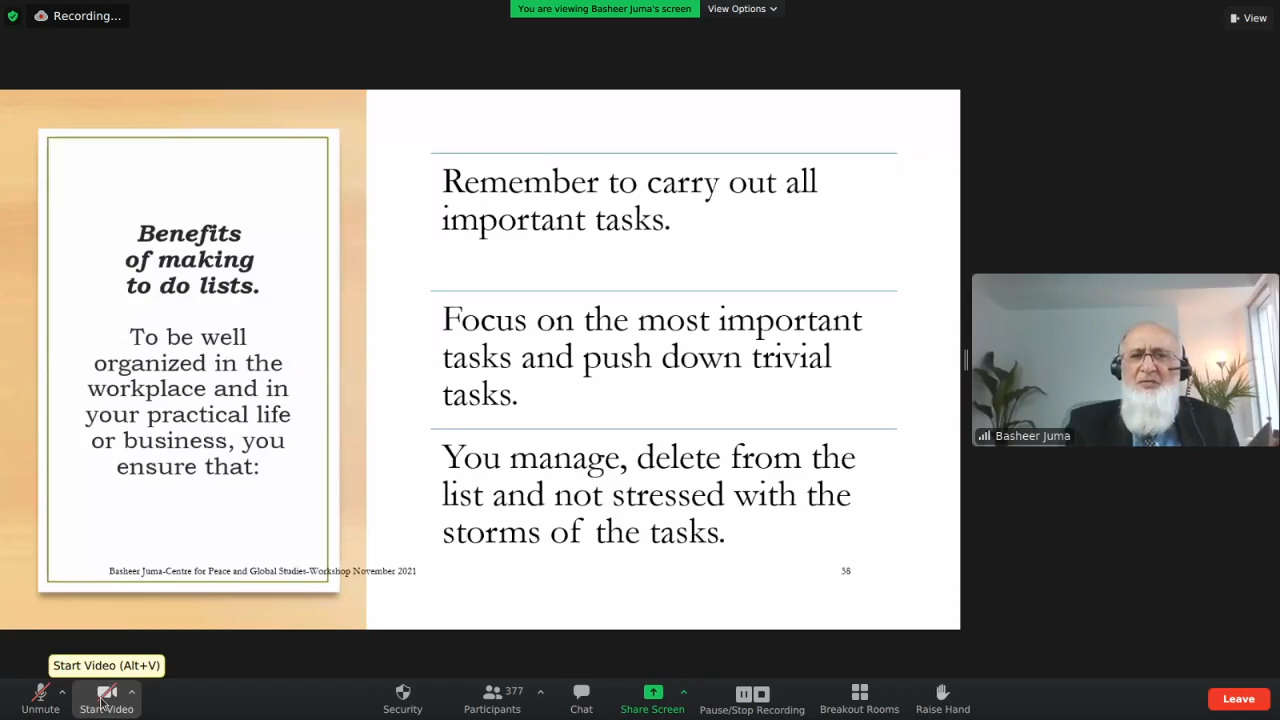 Recording...
You are viewing Basheer Juma's screen
View Options
View
Benefits
of making
to do lists.
To be well
organized in the
workplace and in
your practical life
or business, you
ensure that:
Remember to carry out all
important tasks.
Focus on the most important
tasks and push down trivial
tasks.
You manage, delete from the
list and not stressed with the
storms of the tasks.
Basheer Juma-Centre for Peace and Global Studies-Workshop November 2021
58
Basheer Juma
Start Video (Alt+V)
Unmute
Start Video
Security
Participants
377
Chat
Share Screen
Pause/Stop Recording
Breakout Rooms
Raise Hand
Leave